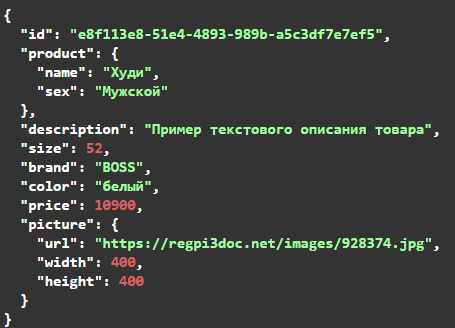 {
  "id": "e8f113e8-51e4-4893-989b-a5c3df7e7ef5",
  "product": {
    "name": "Худи",
    "sex": "Мужской"
  },
  "description": "Пример текстового описания товара",
  "size": 52,
  "brand": "BOSS",
  "color": "белый",
  "price": 10900,
  "picture": {
    "url": "https://regpi3doc.net/images/928374.jpg",
    "width": 400,
    "height": 400
  }
}